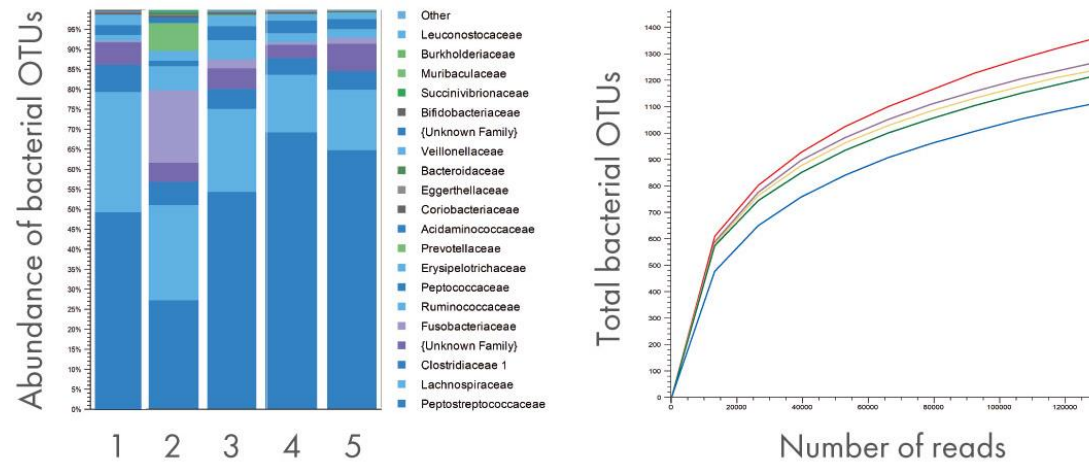 Abundance of bacterial OTUs
95%
90%
85%
80%
75%
70%
65%
60%
55%
50%
45%
40%
35%
30%
25%
20%
15%
10%
5%
0%
1 2 3 4 5
Other
Leuconostocaceae
Burkholderiaceae
Muribaculaceae
Succinivibrionaceae
Bifidobacteriaceae
{Unknown Family}
Veillonellaceae
Bacteroidaceae
Eggerthellaceae
Coriobacteriaceae
Acidaminococcaceae
Prevotellaceae
Erysipelotrichaceae
Peptococcaceae
Ruminococcaceae
Fusobacteriaceae
{Unknown Family}
Clostridiaceae 1
Lachnospiraceae
Peptostreptococcaceae
Total bacterial OTUs
1400
1300
1200
1100
1000
900
800
700
600
500
400
300
200
100
0
0 20000 40000 60000 80000 100000 120000
Number of reads